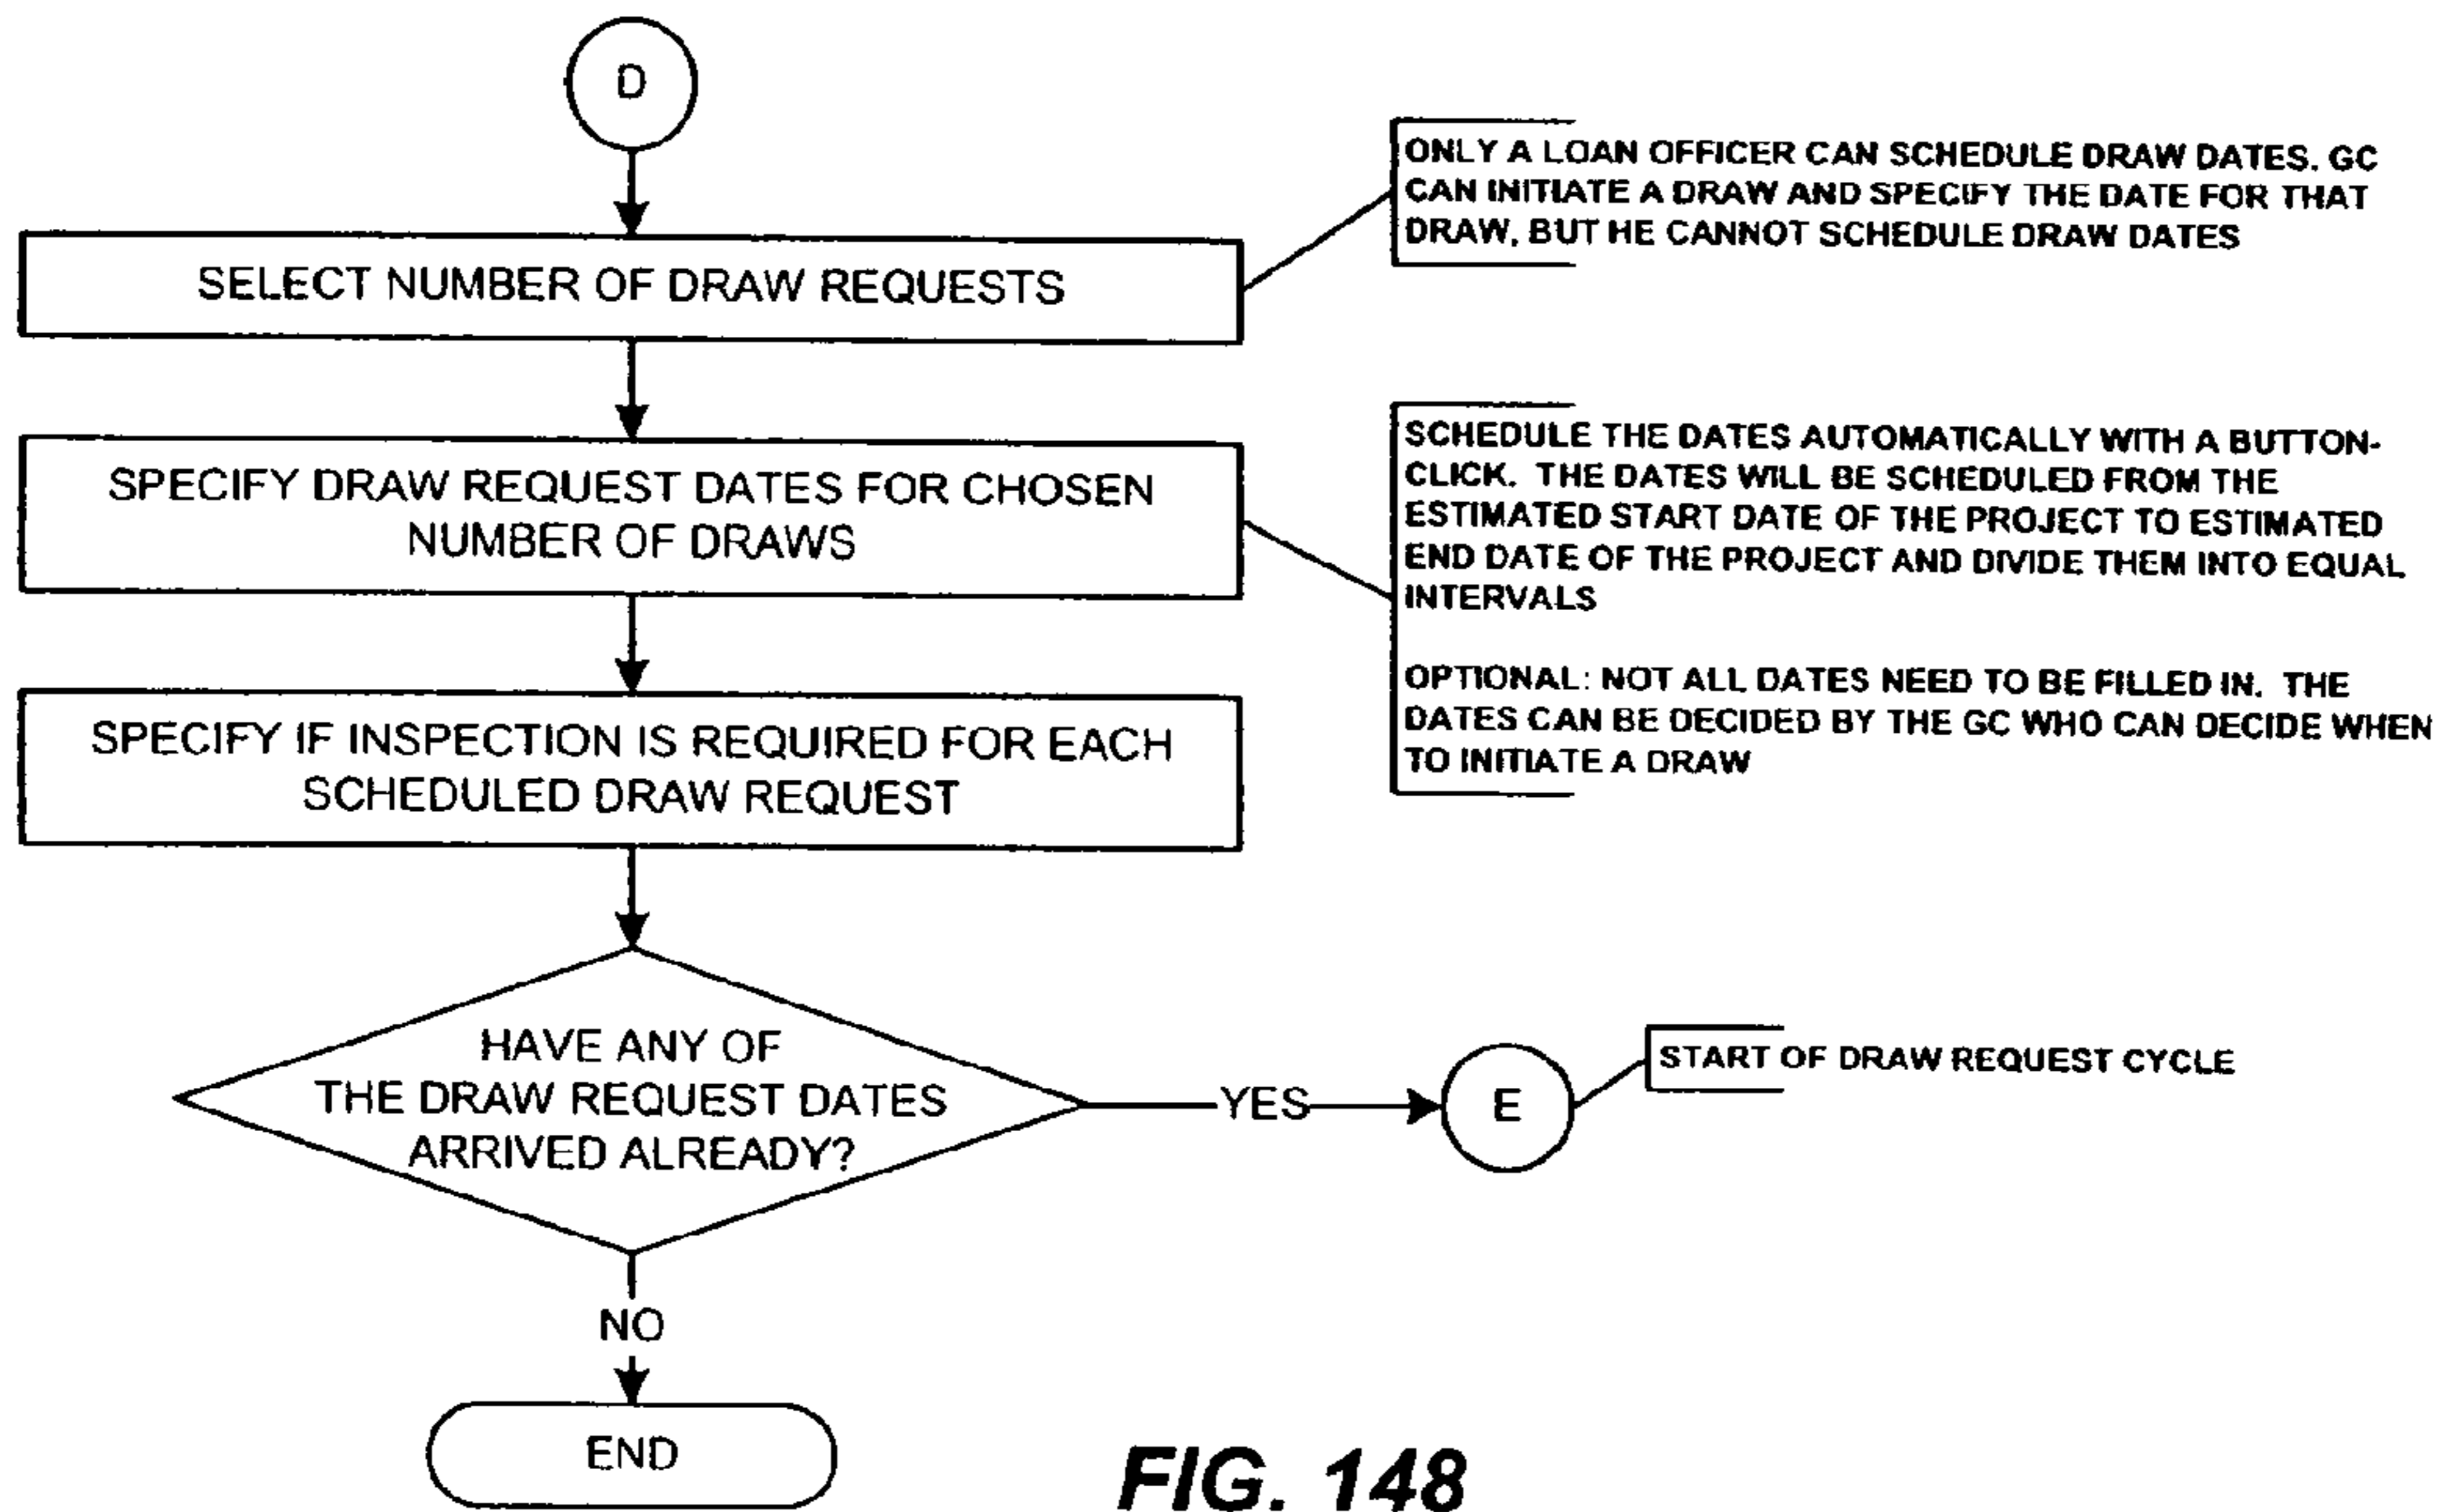 D
ONLY A LOAN OFFICER CAN SCHEDULE DRAW DATES. GC
CAN INITIATE A DRAW AND SPECIFY THE DATE FOR THAT
DRAW, BUT HE CANNOT SCHEDULE DRAW DATES
SELECT NUMBER OF DRAW REQUESTS
SPECIFY DRAW REQUEST DATES FOR CHOSEN
NUMBER OF DRAWS
SCHEDULE THE DATES AUTOMATICALLY WITH A BUTTON-
CLICK. THE DATES WILL BE SCHEDULED FROM THE
ESTIMATED START DATE OF THE PROJECT TO ESTIMATED
END DATE OF THE PROJECT AND DIVIDE THEM INTO EQUAL
INTERVALS
OPTIONAL: NOT ALL DATES NEED TO BE FILLED IN. THE
DATES CAN BE DECIDED BY THE GC WHO CAN DECIDE WHEN
TO INITIATE A DRAW
SPECIFY IF INSPECTION IS REQUIRED FOR EACH
SCHEDULED DRAW REQUEST
HAVE ANY OF
THE DRAW REQUEST DATES
ARRIVED ALREADY?
YES
E
START OF DRAW REQUEST CYCLE
NO
END
FIG. 148